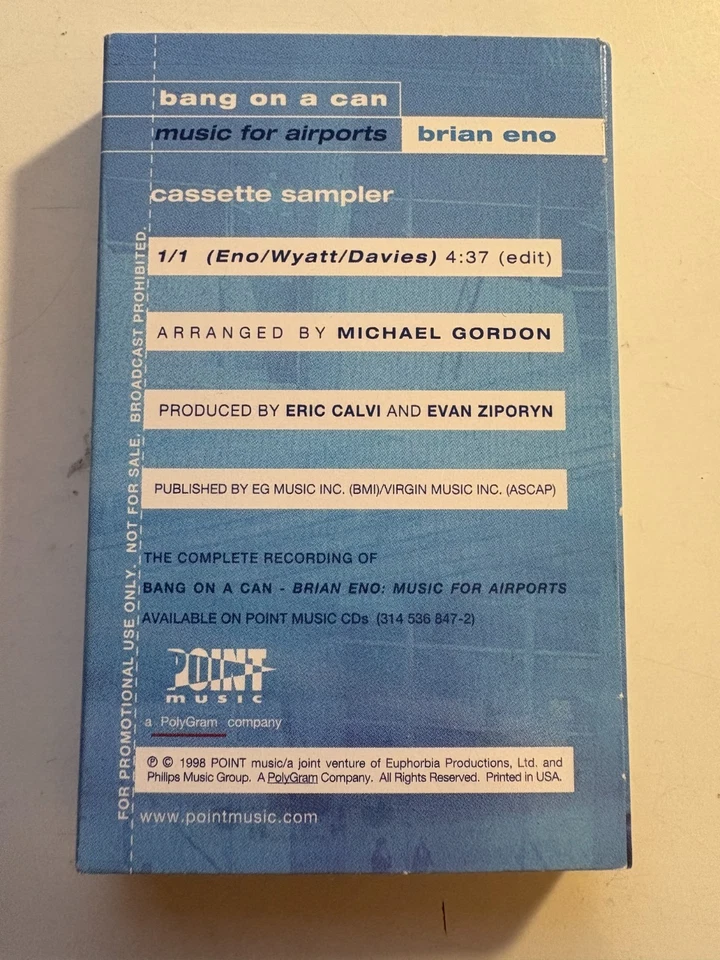 bang on a can
music for airports brian eno
cassette sampler
1/1 (Eno/Wyatt/Davies) 4:37 (edit)
ARRANGED BY MICHAEL GORDON
PRODUCED BY ERIC CALVI AND EVAN ZIPORYN
PUBLISHED BY EG MUSIC INC. (BMI)/VIRGIN MUSIC INC. (ASCAP)
THE COMPLETE RECORDING OF
BANG ON A CAN - BRIAN ENO: MUSIC FOR AIRPORTS
AVAILABLE ON POINT MUSIC CDs (314 536 847-2)
POINT
music
a PolyGram company
℗ © 1998 POINT music/a joint venture of Euphorbia Productions, Ltd. and
Philips Music Group. A PolyGram Company. All Rights Reserved. Printed in USA.
www.pointmusic.com
FOR PROMOTIONAL USE ONLY. NOT FOR SALE. BROADCAST PROHIBITED.